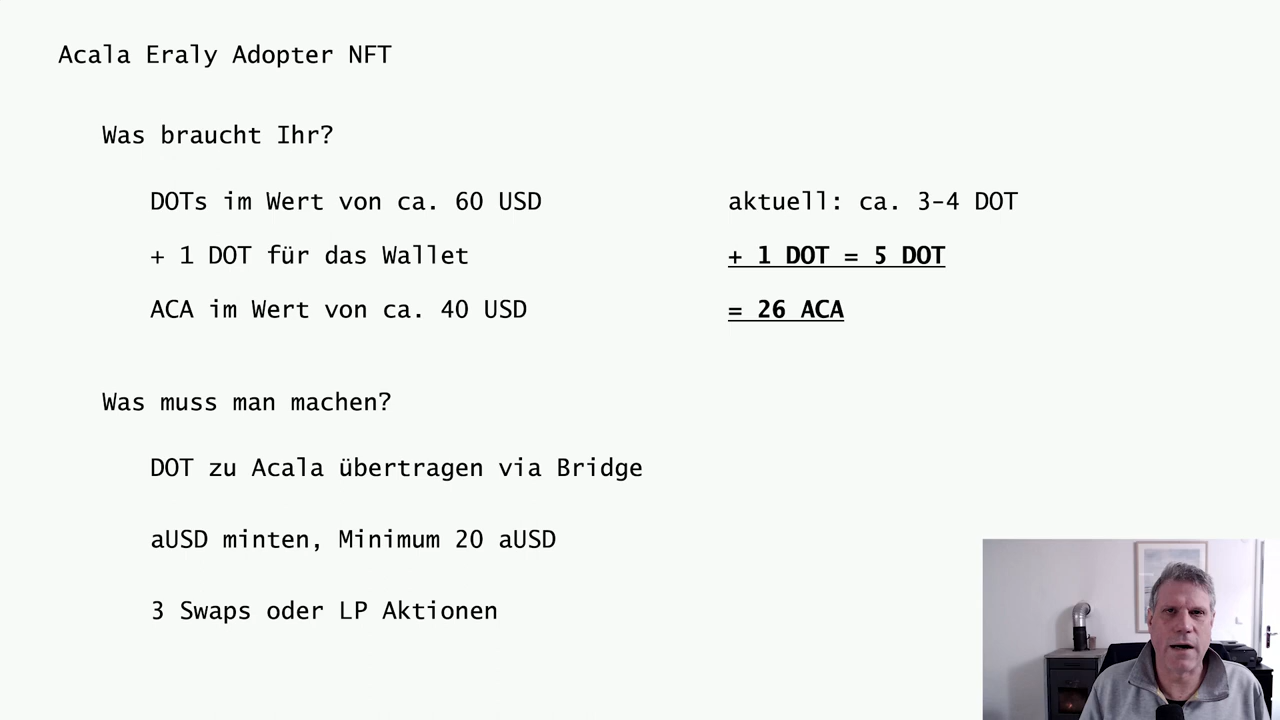 Acala Eraly Adopter NFT
Was braucht Ihr?
DOTs im Wert von ca. 60 USD aktuell: ca. 3-4 DOT
+ 1 DOT für das Wallet + 1 DOT = 5 DOT
ACA im Wert von ca. 40 USD = 26 ACA
Was muss man machen?
DOT zu Acala übertragen via Bridge
aUSD minten, Minimum 20 aUSD
3 Swaps oder LP Aktionen